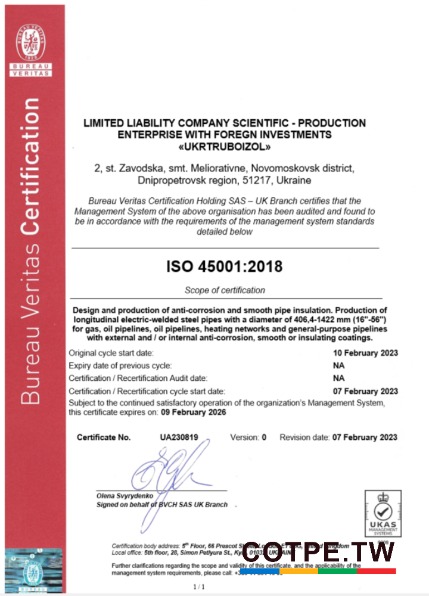 BUREAU
VERITAS
Bureau Veritas Certification
LIMITED LIABILITY COMPANY SCIENTIFIC - PRODUCTION
ENTERPRISE WITH FOREGN INVESTMENTS
«UKRTRUBOIZOL»
2, st. Zavodska, smt. Meliorativne, Novomoskovsk district,
Dnipropetrovsk region, 51217, Ukraine
Bureau Veritas Certification Holding SAS – UK Branch certifies that the
Management System of the above organisation has been audited and found to
be in accordance with the requirements of the management system standards
detailed below
ISO 45001:2018
Scope of certification
Design and production of anti-corrosion and smooth pipe insulation. Production of
longitudinal electric-welded steel pipes with a diameter of 406,4-1422 mm (16"-56")
for gas, oil pipelines, oil pipelines, heating networks and general-purpose pipelines
with external and / or internal anti-corrosion, smooth or insulating coatings.
Original cycle start date: 10 February 2023
Expiry date of previous cycle: NA
Certification / Recertification Audit date: NA
Certification / Recertification cycle start date: 07 February 2023
Subject to the continued satisfactory operation of the organization's Management System,
this certificate expires on: 09 February 2026
Certificate No. UA230819 Version: 0 Revision date: 07 February 2023
Olena Svyrydenko
Signed on behalf of BVCH SAS UK Branch
UKAS
MANAGEMENT
SYSTEMS
Certification body address: 5th Floor, 66 Prescot
Local office. 5th floor, 20, Simon Petlyura St., 
COTPE.TW
Further clarifications regarding the scope and validity of this certificate, and the applicability of the
management system requirements, please call:
1 / 1